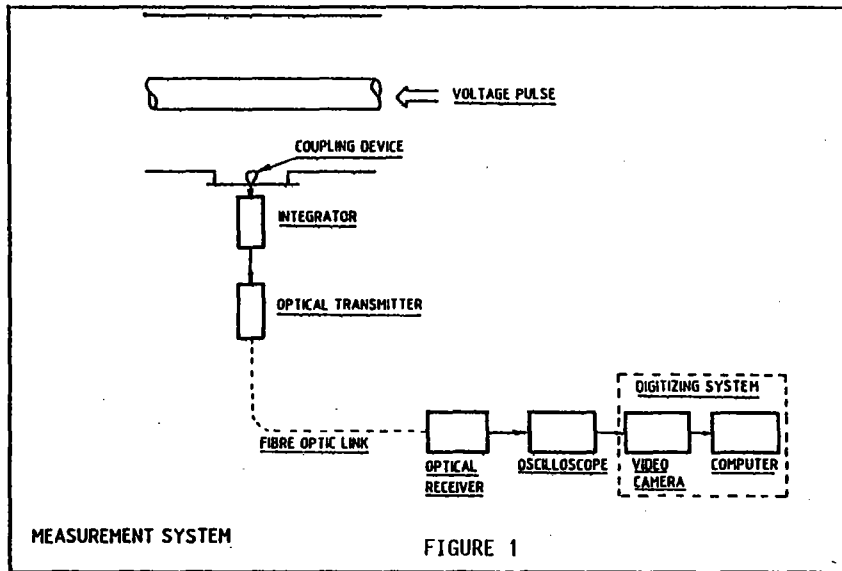 VOLTAGE PULSE
COUPLING DEVICE
INTEGRATOR
OPTICAL TRANSMITTER
DIGITIZING SYSTEM
FIBRE OPTIC LINK
OPTICAL
RECEIVER
OSCILLOSCOPE
VIDEO
CAMERA
COMPUTER
MEASUREMENT SYSTEM
FIGURE 1